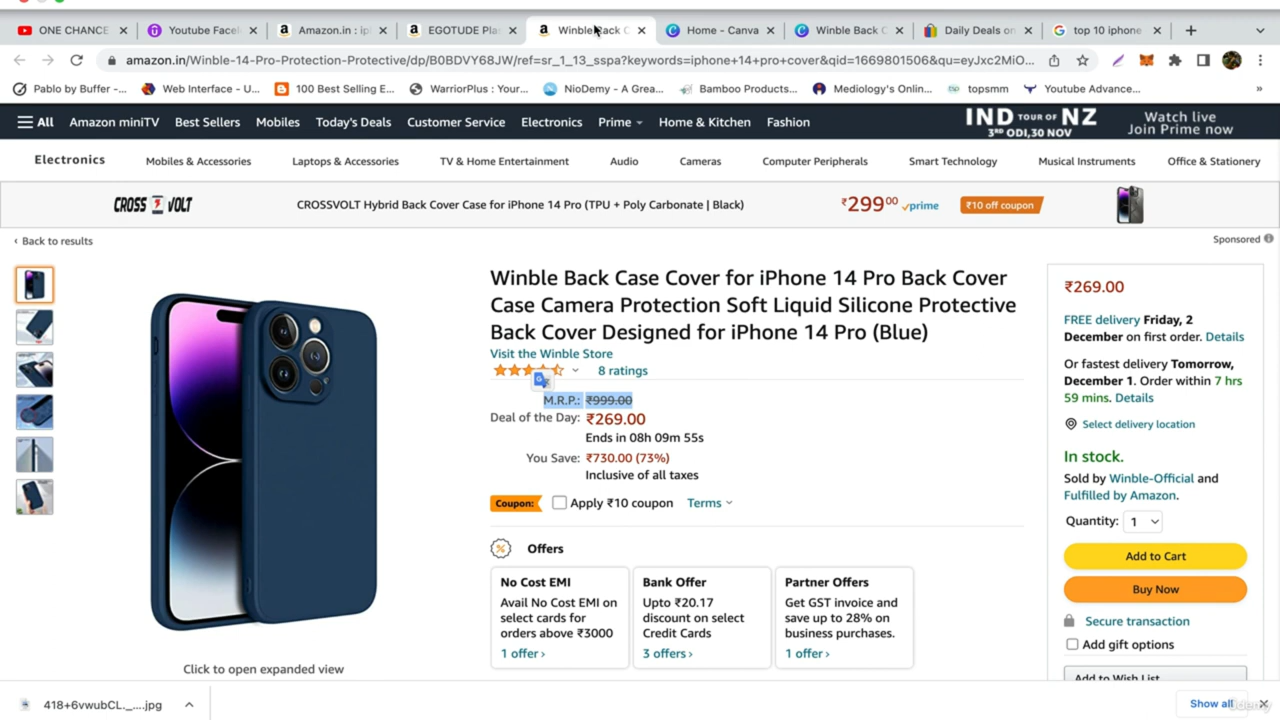 ONE CHANCE
Youtube Facel
Amazon.in : ip
EGOTUDE Pla
Winble Back C
Home - Canva
Winble Back C
Daily Deals on
top 10 iphone
amazon.in/Winble-14-Pro-Protection-Protective/dp/B0BDVY68JW/ref=sr_1_13_sspa?keywords=iphone+14+pro+cover&qid=1669801506&qu=eyJxc2MiO...
Pablo by Buffer -...
Web Interface - U...
100 Best Selling E...
WarriorPlus : Your...
NioDemy - A Grea...
Bamboo Products...
Mediology's Onlin...
topsmm
Youtube Advance...
»
All
Amazon miniTV
Best Sellers
Mobiles
Today's Deals
Customer Service
Electronics
Prime
Home & Kitchen
Fashion
IND TOUR OF NZ
3RD ODI,30 NOV
Watch live
Join Prime now
Electronics
Mobiles & Accessories
Laptops & Accessories
TV & Home Entertainment
Audio
Cameras
Computer Peripherals
Smart Technology
Musical Instruments
Office & Stationery
CROSS VOLT
CROSSVOLT Hybrid Back Cover Case for iPhone 14 Pro (TPU + Poly Carbonate | Black)
₹29900 prime
₹10 off coupon
‹ Back to results
Sponsored
Winble Back Case Cover for iPhone 14 Pro Back Cover
Case Camera Protection Soft Liquid Silicone Protective
Back Cover Designed for iPhone 14 Pro (Blue)
Visit the Winble Store
8 ratings
M.R.P.: ₹999.00
Deal of the Day: ₹269.00
Ends in 08h 09m 55s
You Save: ₹730.00 (73%)
Inclusive of all taxes
Coupon: Apply ₹10 coupon Terms
Offers
No Cost EMI
Avail No Cost EMI on
select cards for
orders above ₹3000
1 offer ›
Bank Offer
Upto ₹20.17
discount on select
Credit Cards
3 offers ›
Partner Offers
Get GST invoice and
save up to 28% on
business purchases.
1 offer ›
Click to open expanded view
₹269.00
FREE delivery Friday, 2
December on first order. Details
Or fastest delivery Tomorrow,
December 1. Order within 7 hrs
59 mins. Details
Select delivery location
In stock.
Sold by Winble-Official and
Fulfilled by Amazon.
Quantity: 1
Add to Cart
Buy Now
Secure transaction
Add gift options
Add to Wish List
418+6vwubCL._....jpg
Show all
udemy